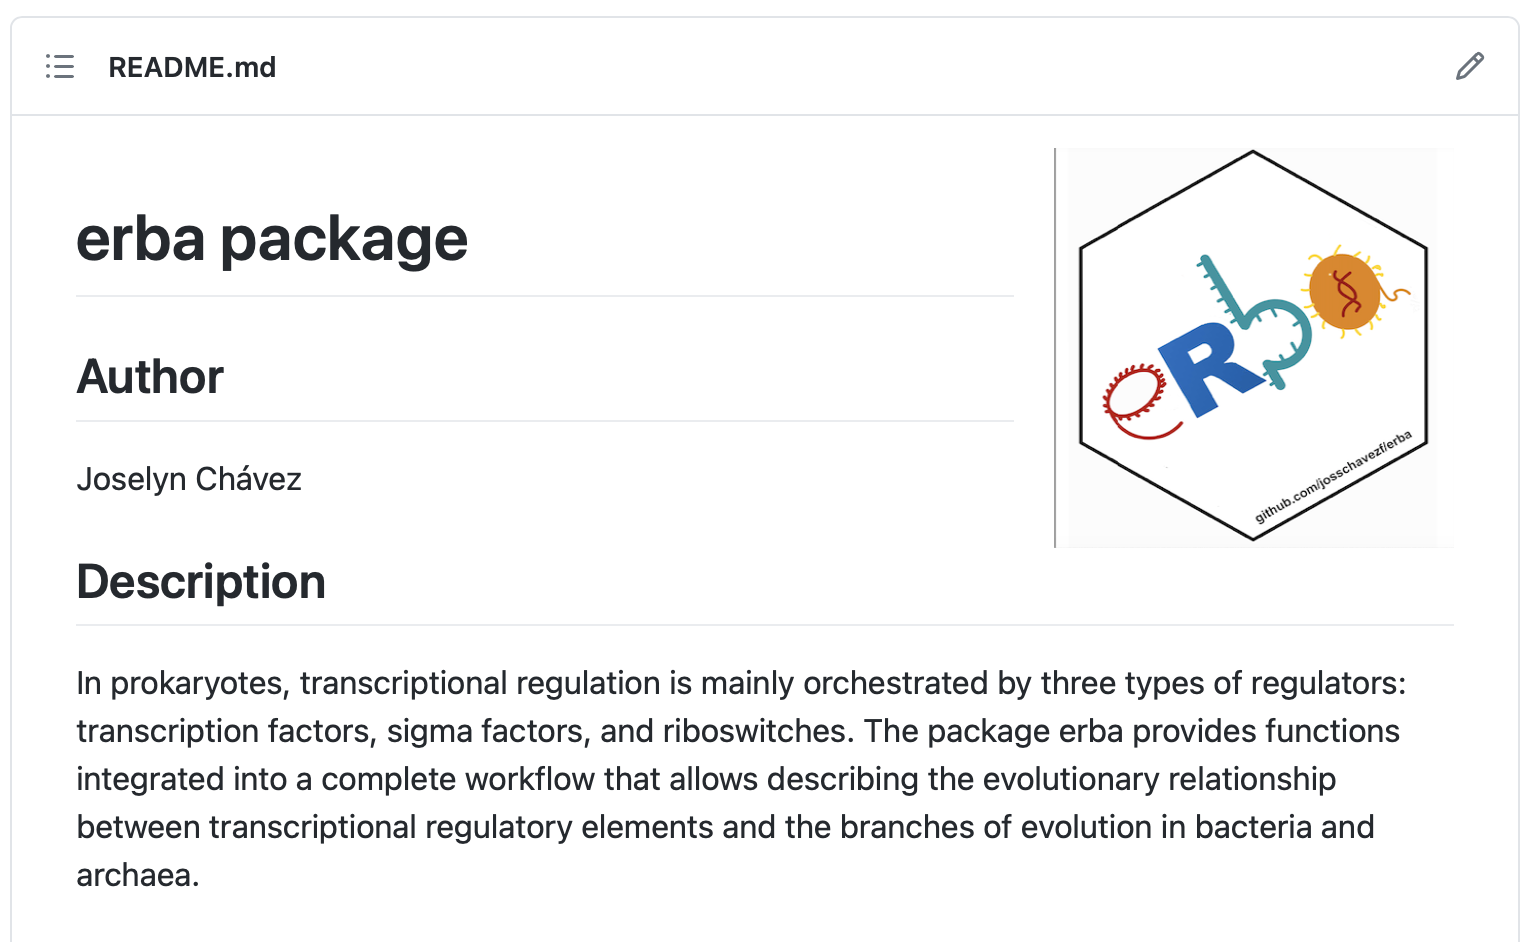 README.md
erba package
eRba
github.com/josschavezf/erba
Author
Joselyn Chávez
Description
In prokaryotes, transcriptional regulation is mainly orchestrated by three types of regulators:
transcription factors, sigma factors, and riboswitches. The package erba provides functions
integrated into a complete workflow that allows describing the evolutionary relationship
between transcriptional regulatory elements and the branches of evolution in bacteria and
archaea.